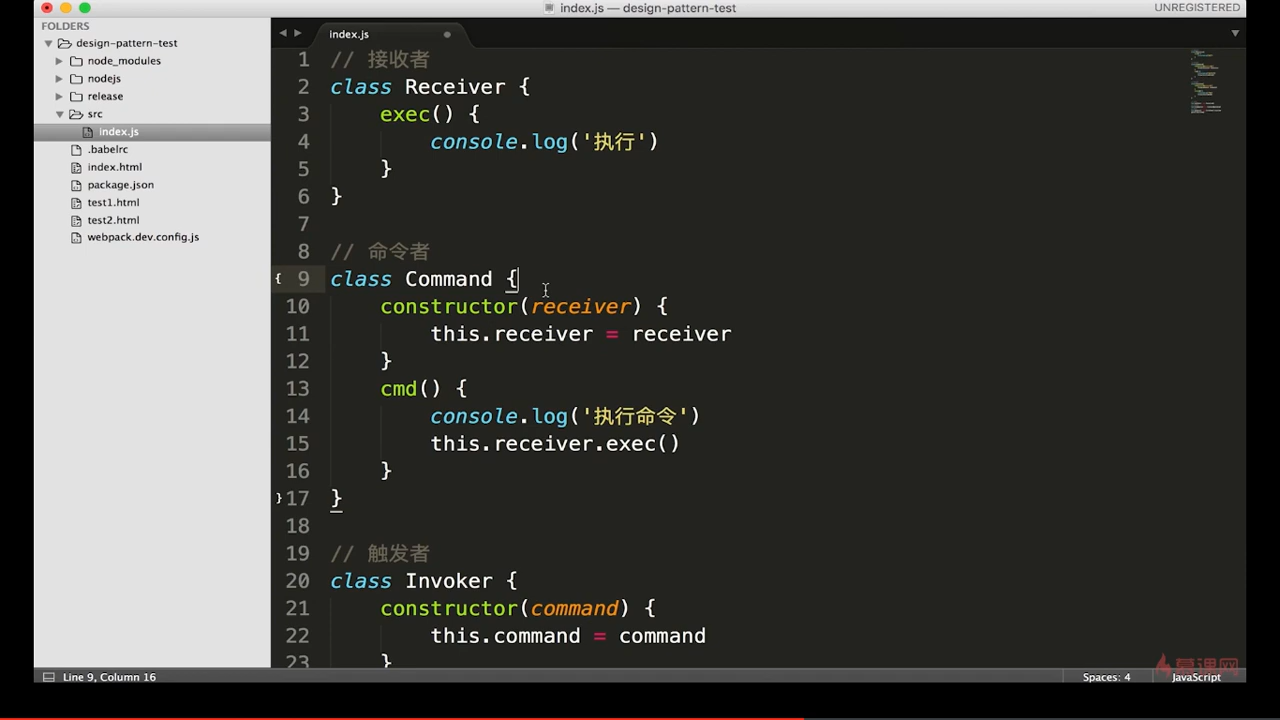 index.js — design-pattern-test
UNREGISTERED
FOLDERS
design-pattern-test
node_modules
nodejs
release
src
index.js
.babelrc
index.html
package.json
test1.html
test2.html
webpack.dev.config.js
index.js
1 // 接收者
2 class Receiver {
3     exec() {
4         console.log('执行')
5     }
6 }
7
8 // 命令者
{ 9 class Command {
10     constructor(receiver) {
11         this.receiver = receiver
12     }
13     cmd() {
14         console.log('执行命令')
15         this.receiver.exec()
16     }
} 17 }
18
19 // 触发者
20 class Invoker {
21     constructor(command) {
22         this.command = command
23     }
慕课网
Line 9, Column 16
Spaces: 4
JavaScript